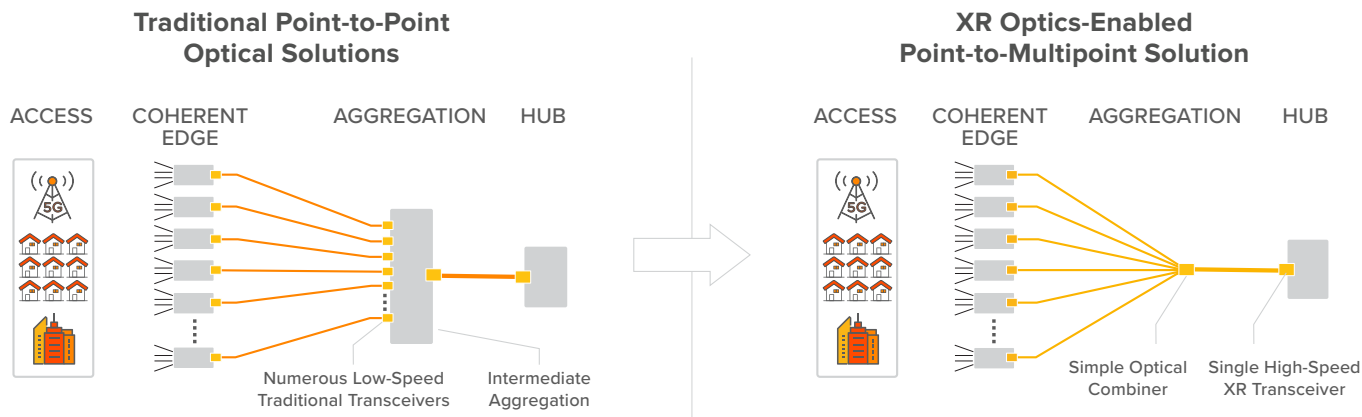 Traditional Point-to-Point
Optical Solutions
ACCESS
COHERENT
EDGE
AGGREGATION
HUB
5G
Numerous Low-Speed
Traditional Transceivers
Intermediate
Aggregation
XR Optics-Enabled
Point-to-Multipoint Solution
ACCESS
COHERENT
EDGE
AGGREGATION
HUB
5G
Simple Optical
Combiner
Single High-Speed
XR Transceiver